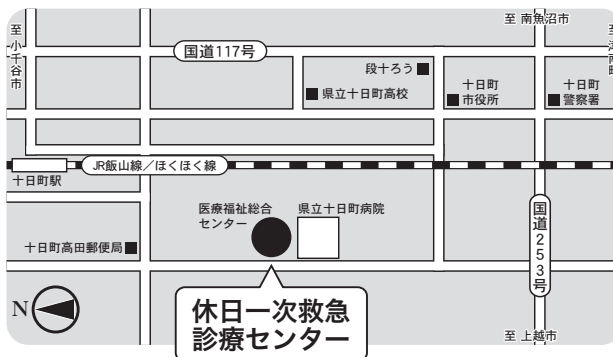 至 南魚沼市
至 小千谷市
至 津南町
国道117号
段十ろう
県立十日町高校
十日町
市役所
十日町
警察署
JR飯山線/ほくほく線
十日町駅
医療福祉総合
センター
県立十日町病院
十日町高田郵便局
国道253号
N
休日一次救急
診療センター
至 上越市